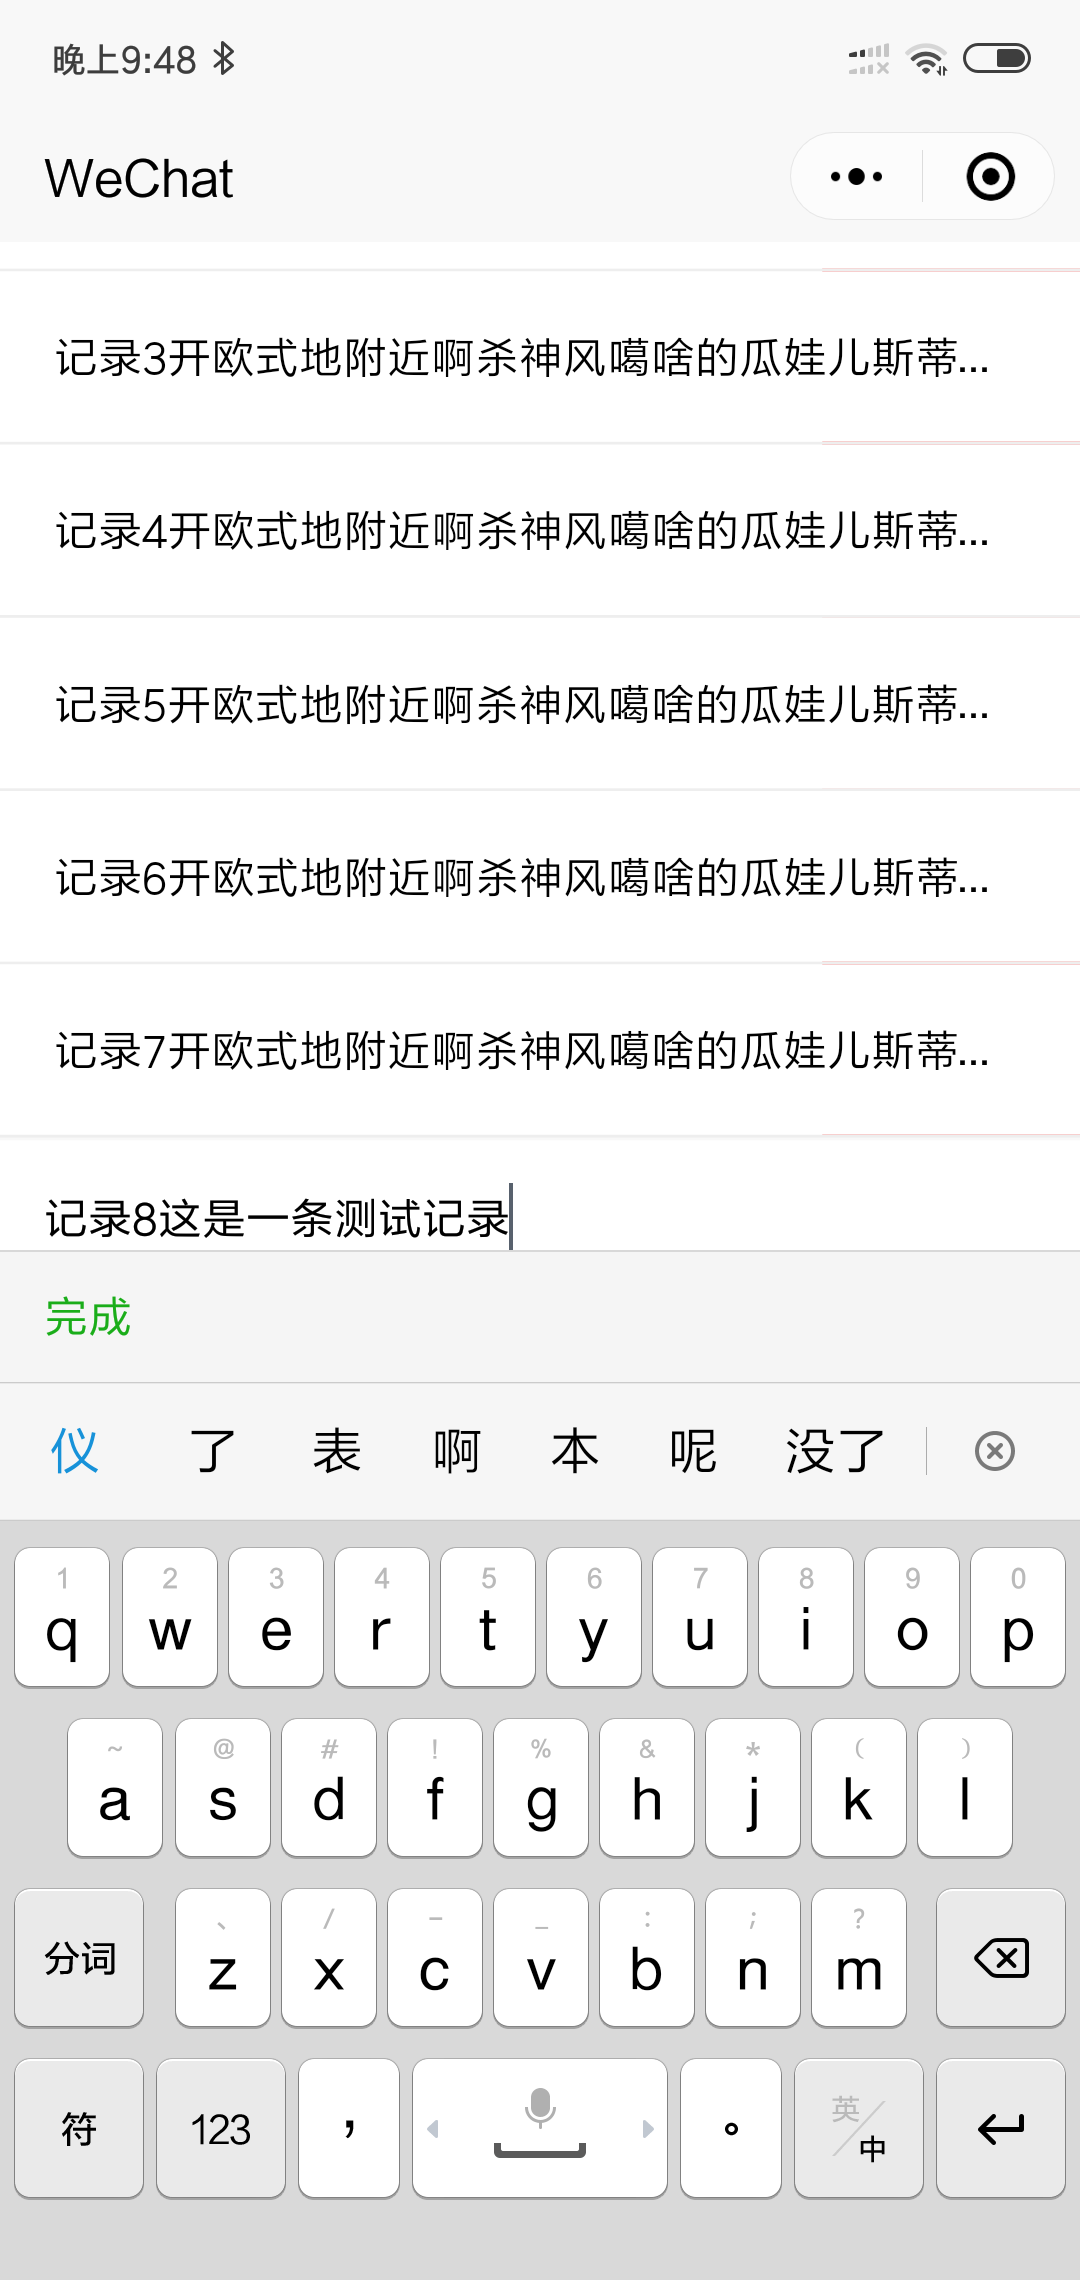 晚上9:48
WeChat
记录3开欧式地附近啊杀神风噶啥的瓜娃儿斯蒂...
记录4开欧式地附近啊杀神风噶啥的瓜娃儿斯蒂...
记录5开欧式地附近啊杀神风噶啥的瓜娃儿斯蒂...
记录6开欧式地附近啊杀神风噶啥的瓜娃儿斯蒂...
记录7开欧式地附近啊杀神风噶啥的瓜娃儿斯蒂...
记录8这是一条测试记录
完成
仪 了 表 啊 本 呢 没了
1 2 3 4 5 6 7 8 9 0
q w e r t y u i o p
~ @ # ! % & * ( )
a s d f g h j k l
、 / - _ : ; ?
分词 z x c v b n m
符 123 ， 。 英/中